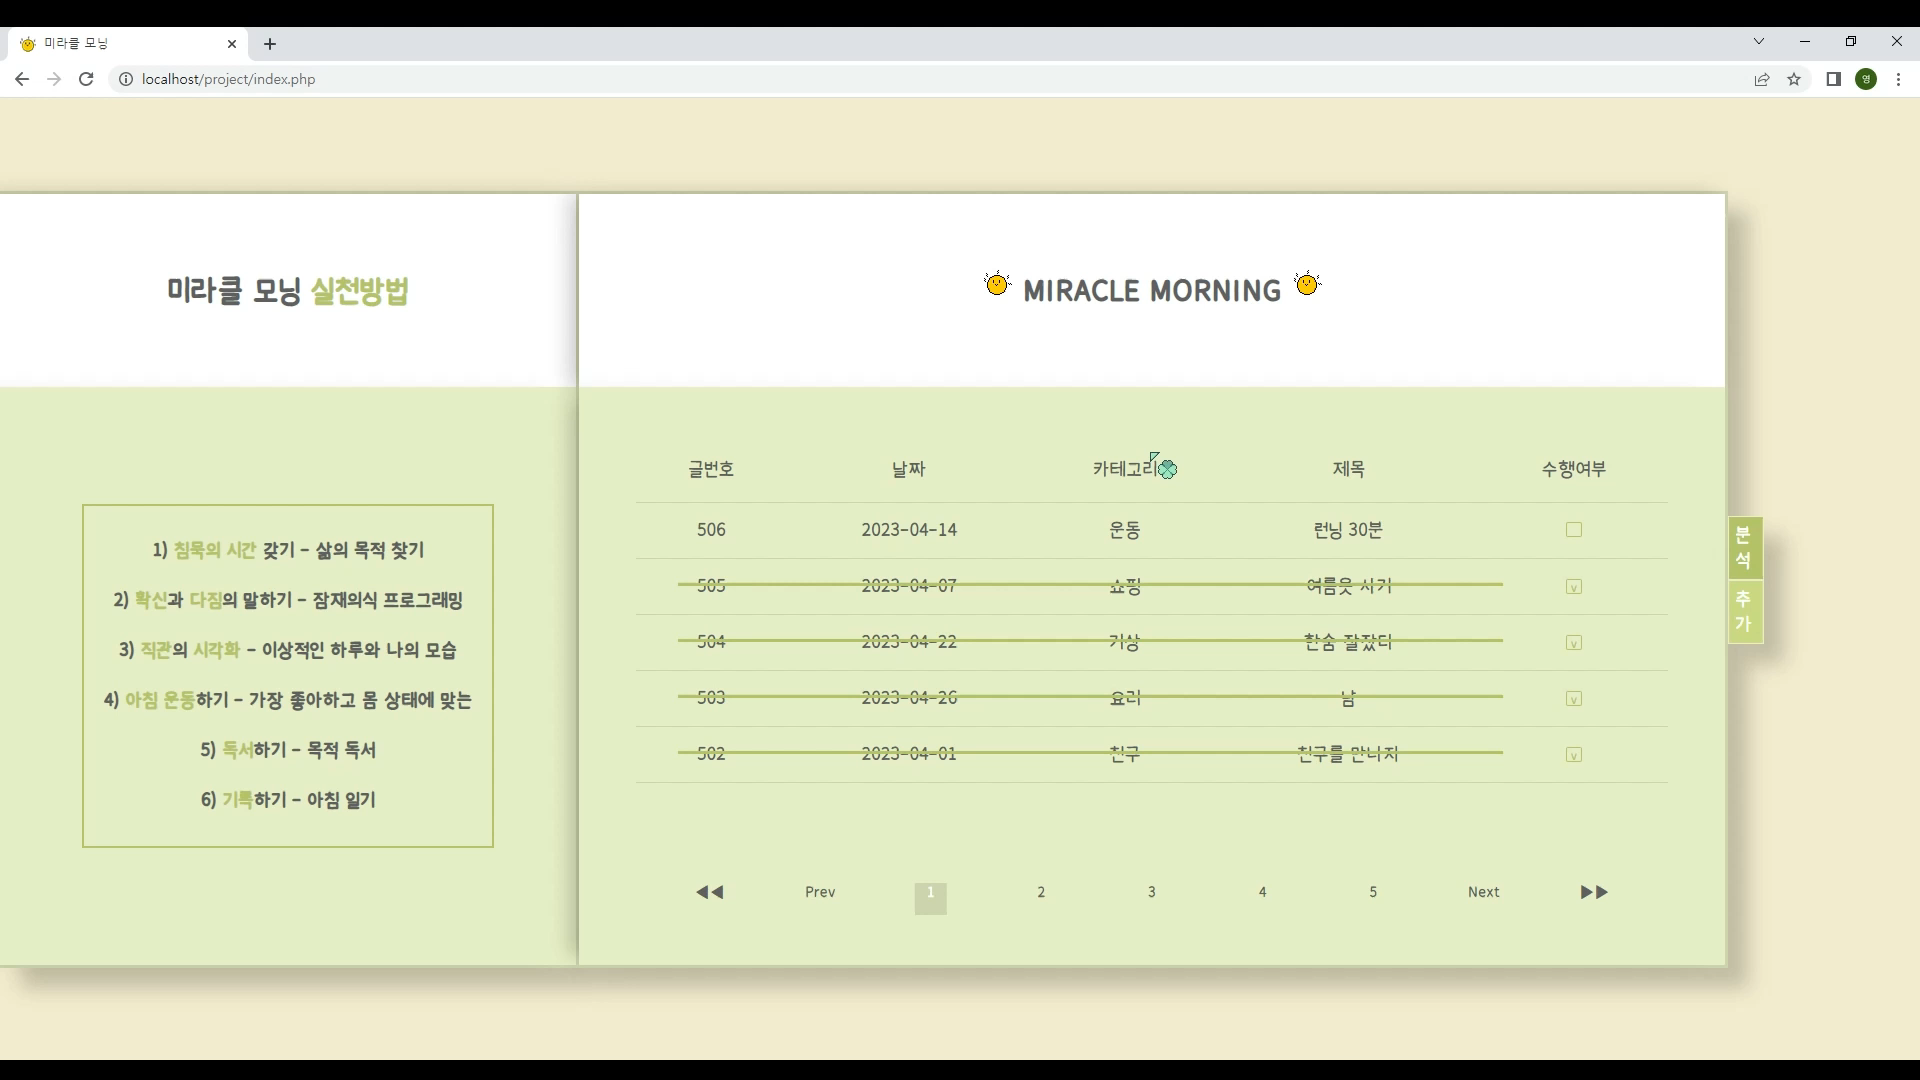 미라클 모닝
localhost/project/index.php
영
미라클 모닝 실천방법
1) 침묵의 시간 갖기 - 삶의 목적 찾기
2) 확신과 다짐의 말하기 - 잠재의식 프로그래밍
3) 직관의 시각화 - 이상적인 하루와 나의 모습
4) 아침 운동하기 - 가장 좋아하고 몸 상태에 맞는
5) 독서하기 - 목적 독서
6) 기록하기 - 아침 일기
MIRACLE MORNING
글번호 날짜 카테고리 제목 수행여부
506 2023-04-14 운동 런닝 30분
505 2023-04-07 쇼핑 여름옷 사기 v
504 2023-04-22 기상 한숨 잘잤다 v
503 2023-04-26 요리 냠 v
502 2023-04-01 친구 친구를 만나자 v
◀◀ Prev 1 2 3 4 5 Next ▶▶
분석
추가